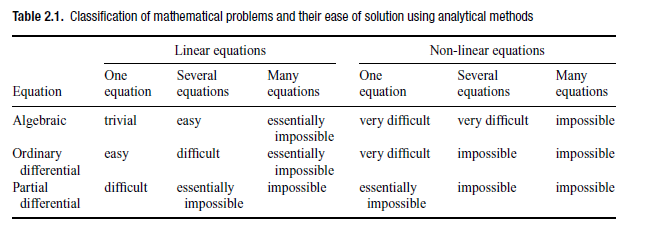 Table 2.1. Classification of mathematical problems and their ease of solution using analytical methods
Linear equations Non-linear equations
One Several Many One Several Many
Equation equation equations equations equation equations equations
Algebraic trivial easy essentially very difficult very difficult impossible
impossible
Ordinary easy difficult essentially very difficult impossible impossible
differential impossible
Partial difficult essentially impossible essentially impossible impossible
differential impossible impossible